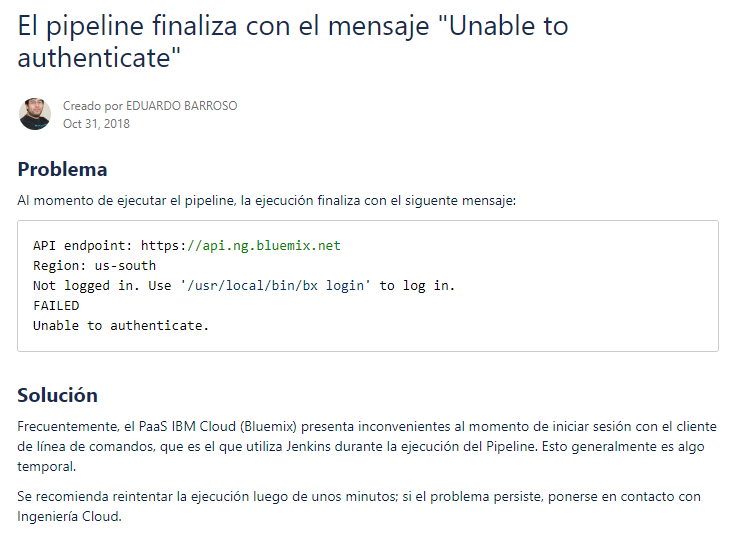 El pipeline finaliza con el mensaje "Unable to
authenticate"
Creado por EDUARDO BARROSO
Oct 31, 2018
Problema
Al momento de ejecutar el pipeline, la ejecución finaliza con el siguente mensaje:
API endpoint: https://api.ng.bluemix.net
Region: us-south
Not logged in. Use '/usr/local/bin/bx login' to log in.
FAILED
Unable to authenticate.
Solución
Frecuentemente, el PaaS IBM Cloud (Bluemix) presenta inconvenientes al momento de iniciar sesión con el cliente
de línea de comandos, que es el que utiliza Jenkins durante la ejecución del Pipeline. Esto generalmente es algo
temporal.
Se recomienda reintentar la ejecución luego de unos minutos; si el problema persiste, ponerse en contacto con
Ingeniería Cloud.